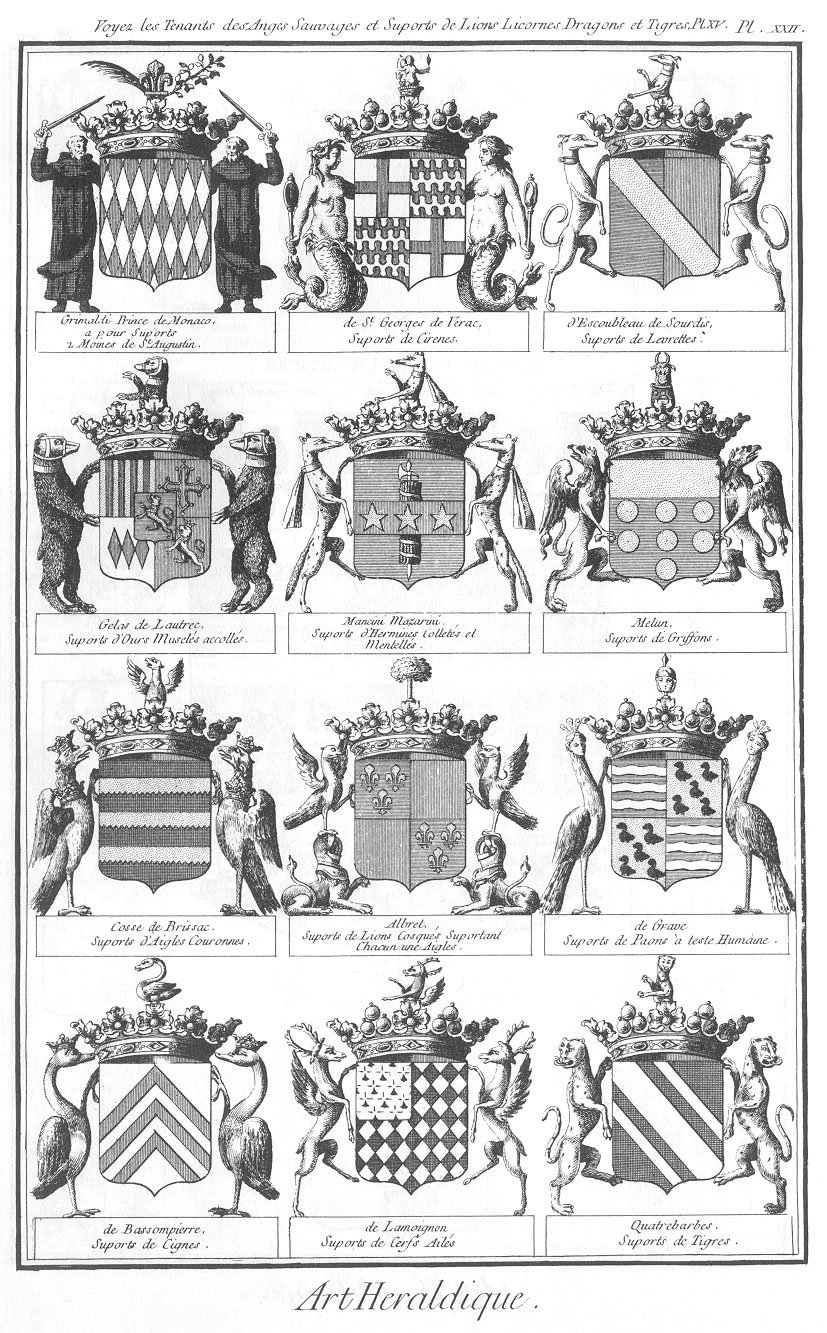 Voyez les Tenants des Anges Sauvages et Suports de Lions Licornes Dragons et Tigres, Pl XV. Pl. XXII.
Grimaldi Prince de Monaco,
a pour Suports
2 Moines de St. Augustin.
de St. Georges de Verac,
Suports de Cirenes.
d'Escoubleau de Sourdis,
Suports de Levrettes.
Gelas de Lautrec,
Suports d'Ours Muselés accollés.
Mancini Mazarini.
Suports d'Hermines Colletés et
Mentellés.
Melun,
Suports de Griffons.
Cosse de Brissac,
Suports d'Aigles Couronnes.
Albret,
Suports de Lions Cosqués Suportant
Chacun une Aigles.
de Grave
Suports de Paons a teste Humaine.
de Bassompierre,
Suports de Cignes.
de Lamoignon
Suports de Cerfs Ailés
Quatrebarbes.
Suports de Tigres.
Art Heraldique.